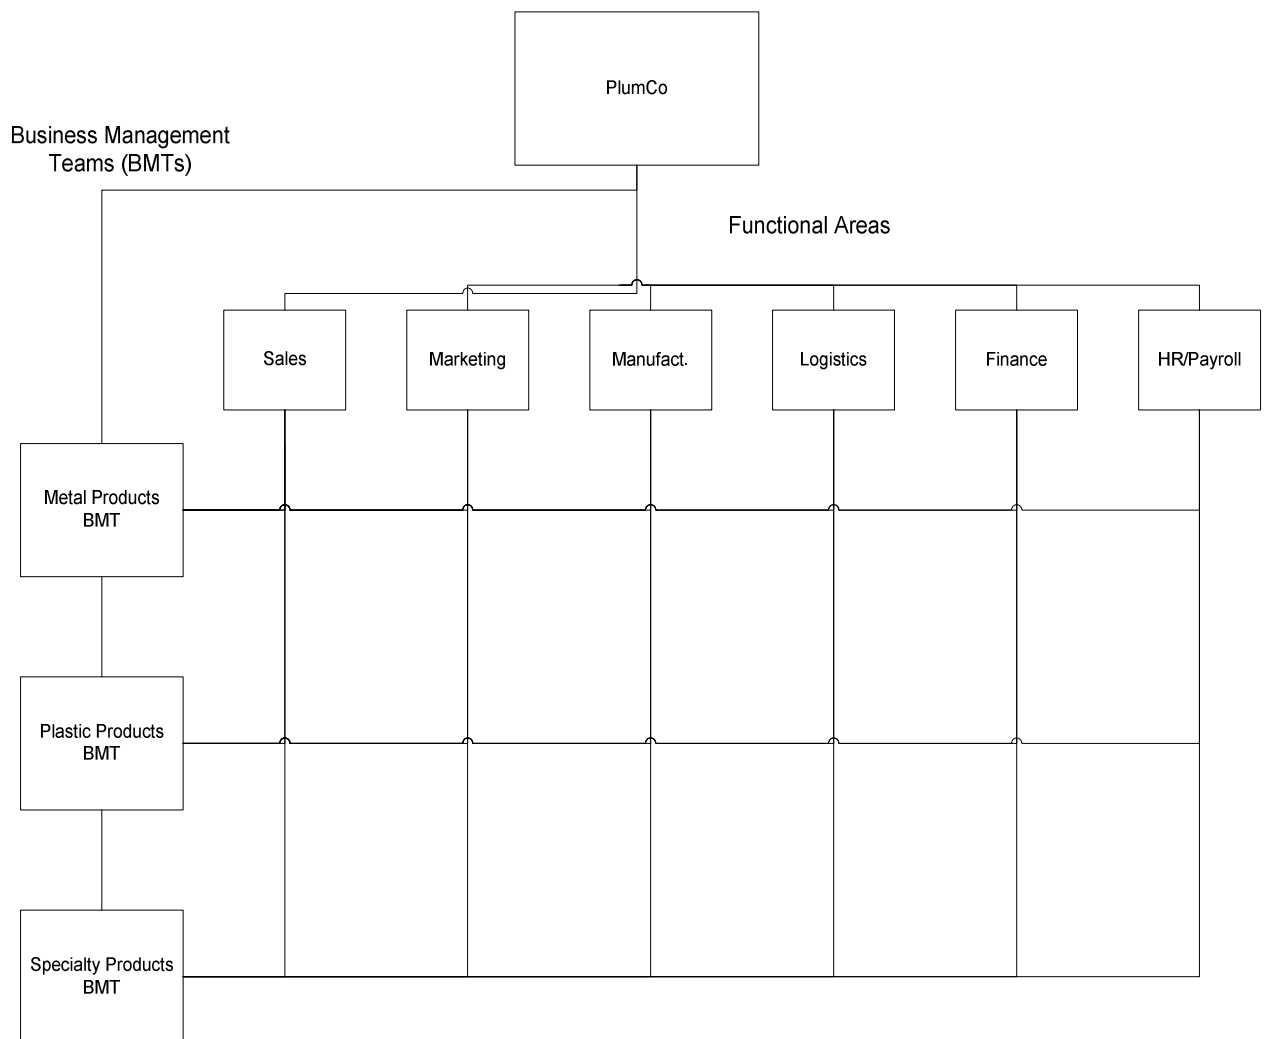 PlumCo
Business Management
Teams (BMTs)
Functional Areas
Sales
Marketing
Manufact.
Logistics
Finance
HR/Payroll
Metal Products
BMT
Plastic Products
BMT
Specialty Products
BMT